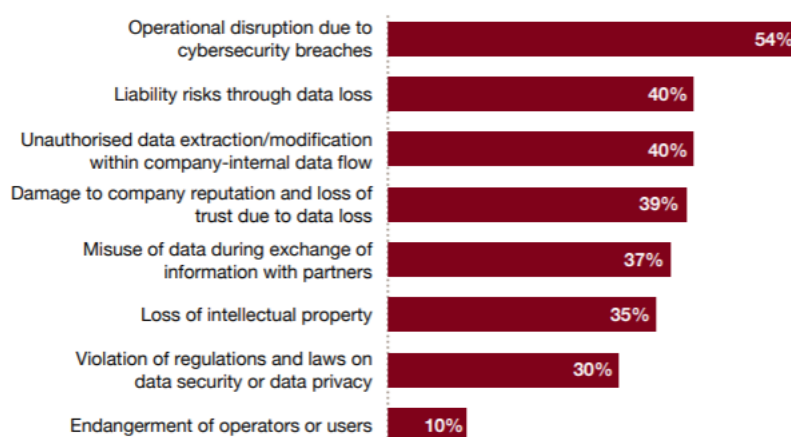 Operational disruption due to
cybersecurity breaches
54%
Liability risks through data loss
40%
Unauthorised data extraction/modification
within company-internal data flow
40%
Damage to company reputation and loss of
trust due to data loss
39%
Misuse of data during exchange of
information with partners
37%
Loss of intellectual property
35%
Violation of regulations and laws on
data security or data privacy
30%
Endangerment of operators or users
10%